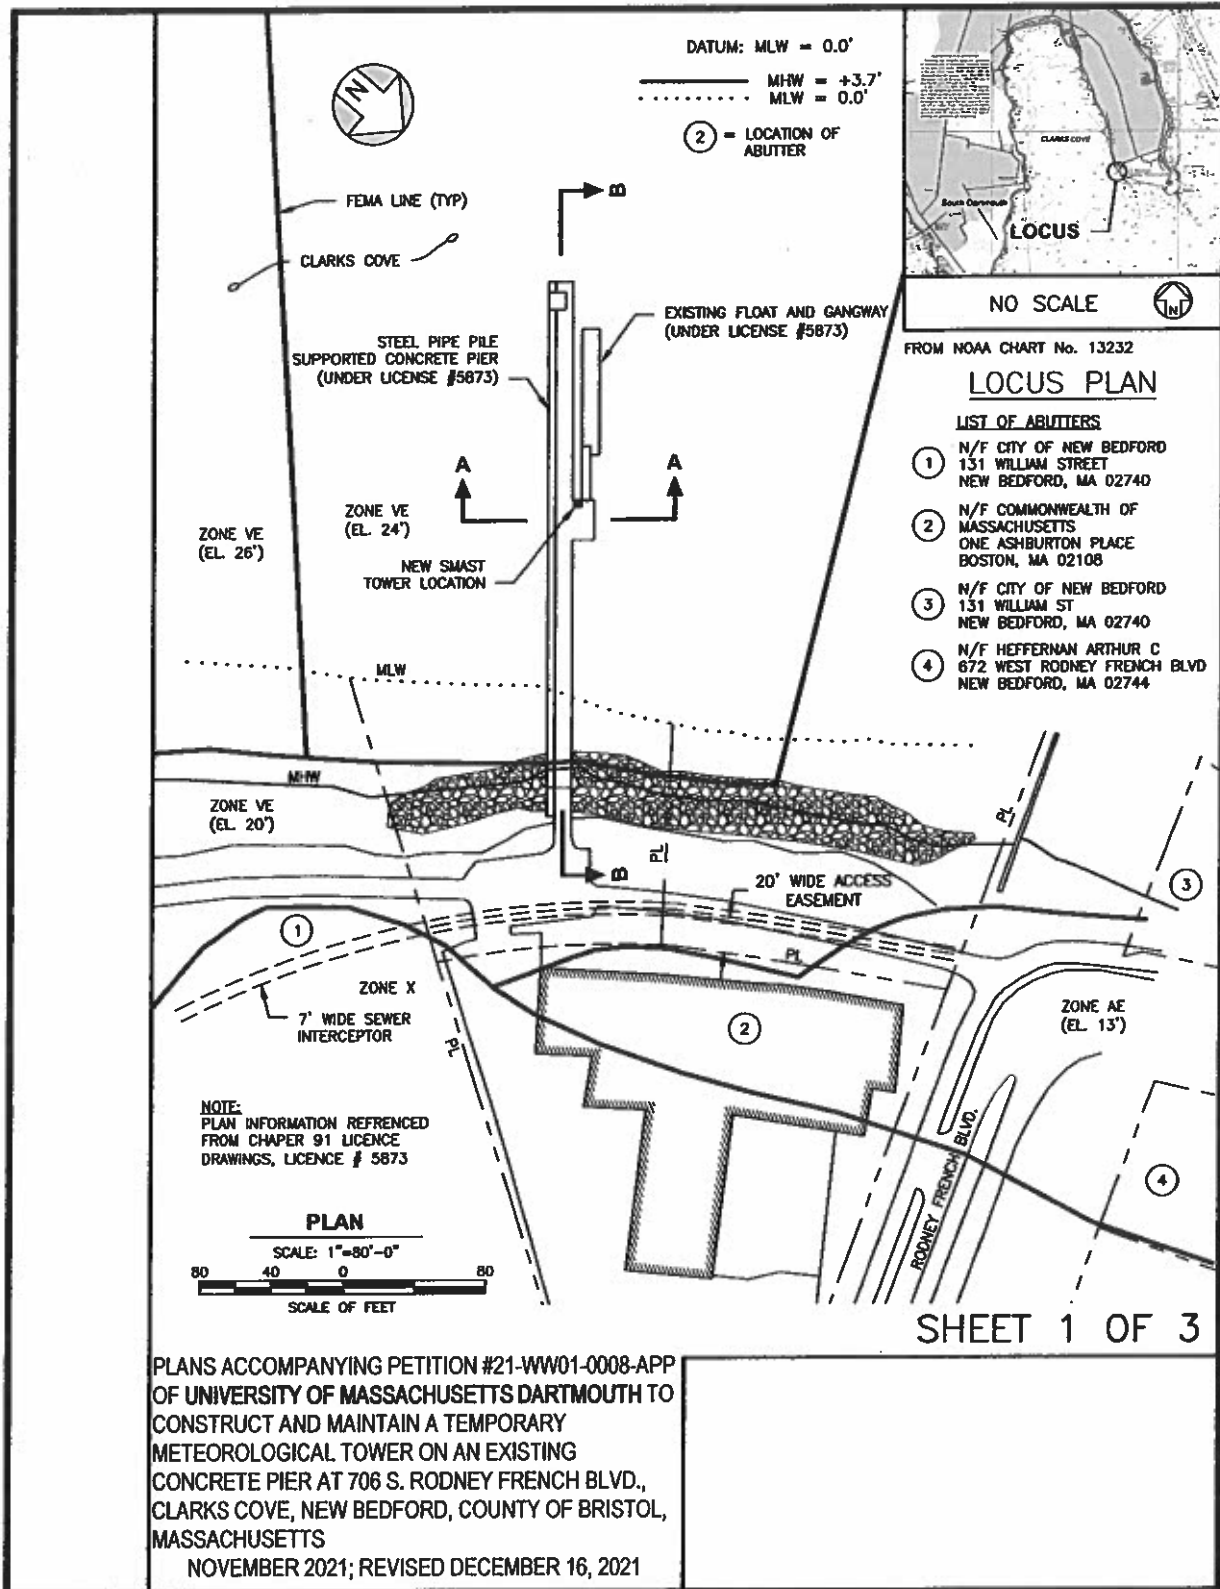 DATUM: MLW = 0.0'
MHW = +3.7'
MLW = 0.0'
2 = LOCATION OF
ABUTTER
N
FEMA LINE (TYP)
CLARKS COVE
B
STEEL PIPE PILE
SUPPORTED CONCRETE PIER
(UNDER LICENSE #5873)
EXISTING FLOAT AND GANGWAY
(UNDER LICENSE #5873)
A
A
ZONE VE
(EL. 26')
ZONE VE
(EL. 24')
NEW SMAST
TOWER LOCATION
MLW
MHW
ZONE VE
(EL. 20')
PL
B
20' WIDE ACCESS
EASEMENT
PL
3
1
PL
ZONE X
7' WIDE SEWER
INTERCEPTOR
PL
2
ZONE AE
(EL. 13')
RODNEY FRENCH BLVD.
4
NOTE:
PLAN INFORMATION REFRENCED
FROM CHAPER 91 LICENCE
DRAWINGS, LICENCE # 5873
PLAN
SCALE: 1"=80'-0"
80 40 0 80
SCALE OF FEET
CLARKS COVE
South Dartmouth
LOCUS
NO SCALE
N
FROM NOAA CHART No. 13232
LOCUS PLAN
LIST OF ABUTTERS
1 N/F CITY OF NEW BEDFORD
131 WILLIAM STREET
NEW BEDFORD, MA 02740
2 N/F COMMONWEALTH OF
MASSACHUSETTS
ONE ASHBURTON PLACE
BOSTON, MA 02108
3 N/F CITY OF NEW BEDFORD
131 WILLIAM ST
NEW BEDFORD, MA 02740
4 N/F HEFFERNAN ARTHUR C
672 WEST RODNEY FRENCH BLVD
NEW BEDFORD, MA 02744
SHEET 1 OF 3
PLANS ACCOMPANYING PETITION #21-WW01-0008-APP
OF UNIVERSITY OF MASSACHUSETTS DARTMOUTH TO
CONSTRUCT AND MAINTAIN A TEMPORARY
METEOROLOGICAL TOWER ON AN EXISTING
CONCRETE PIER AT 706 S. RODNEY FRENCH BLVD.,
CLARKS COVE, NEW BEDFORD, COUNTY OF BRISTOL,
MASSACHUSETTS
NOVEMBER 2021; REVISED DECEMBER 16, 2021